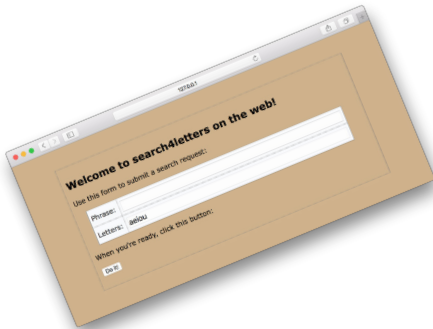 127.0.0.1
Welcome to search4letters on the web!
Use this form to submit a search request:
Phrase:
Letters: aeiou
When you're ready, click this button:
Do it!